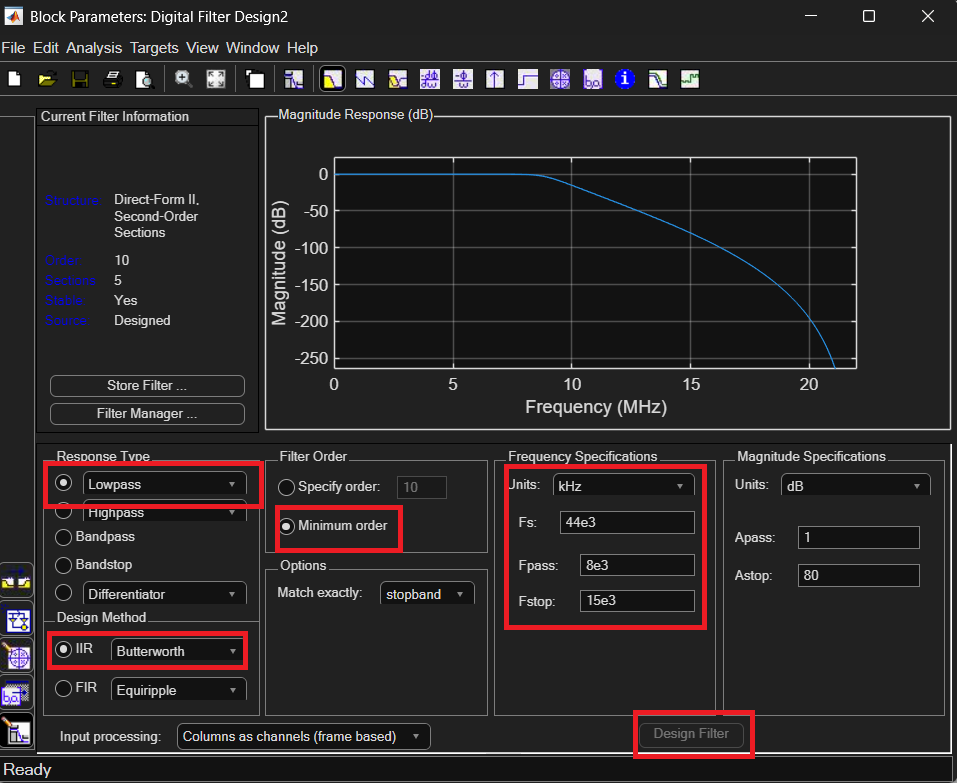 Block Parameters: Digital Filter Design2
File Edit Analysis Targets View Window Help
Current Filter Information
Structure: Direct-Form II,
Second-Order
Sections
Order: 10
Sections: 5
Stable: Yes
Source: Designed
Store Filter ...
Filter Manager ...
Magnitude Response (dB)
0
-50
-100
-150
-200
-250
Magnitude (dB)
0 5 10 15 20
Frequency (MHz)
Response Type
Lowpass
Highpass
Bandpass
Bandstop
Differentiator
Design Method
IIR Butterworth
FIR Equiripple
Filter Order
Specify order: 10
Minimum order
Options
Match exactly: stopband
Frequency Specifications
Units: kHz
Fs: 44e3
Fpass: 8e3
Fstop: 15e3
Magnitude Specifications
Units: dB
Apass: 1
Astop: 80
Input processing: Columns as channels (frame based)
Design Filter
Ready